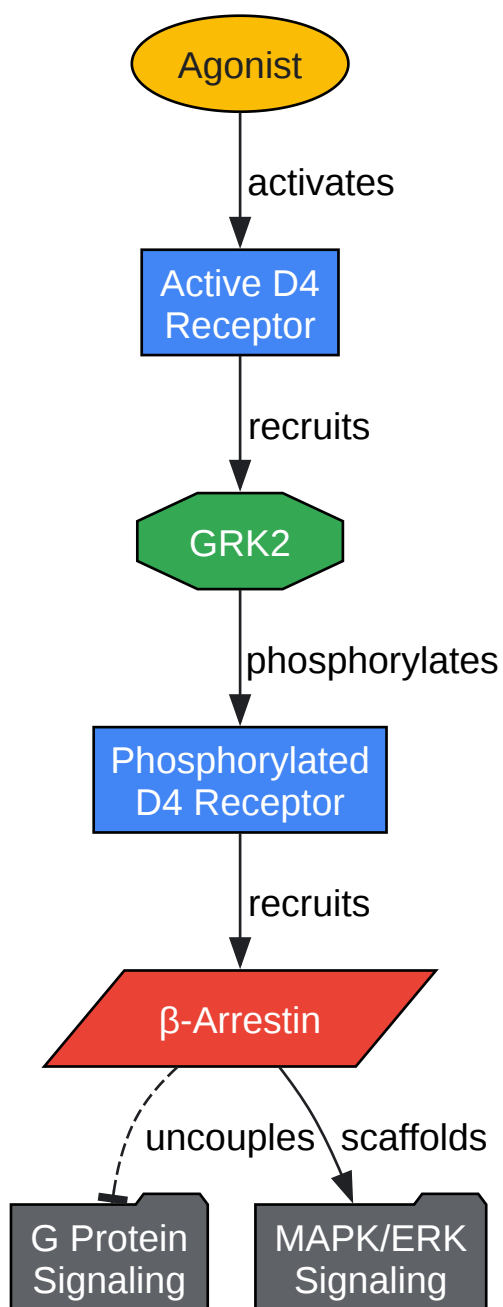 Agonist
activates
Active D4
Receptor
recruits
GRK2
phosphorylates
Phosphorylated
D4 Receptor
recruits
β-Arrestin
uncouples
scaffolds
G Protein
Signaling
MAPK/ERK
Signaling